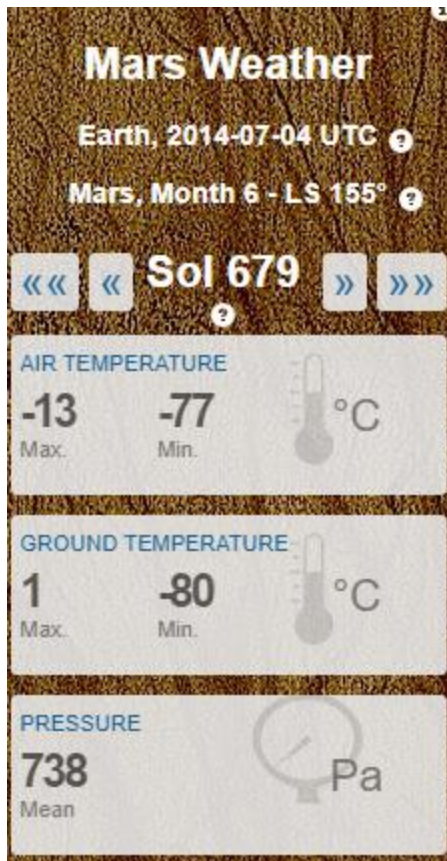 Mars Weather
Earth, 2014-07-04 UTC ?
Mars, Month 6 - LS 155° ?
«« « Sol 679 » »»
?
AIR TEMPERATURE
-13 -77 °C
Max. Min.
GROUND TEMPERATURE
1 -80 °C
Max. Min.
PRESSURE
738 Pa
Mean